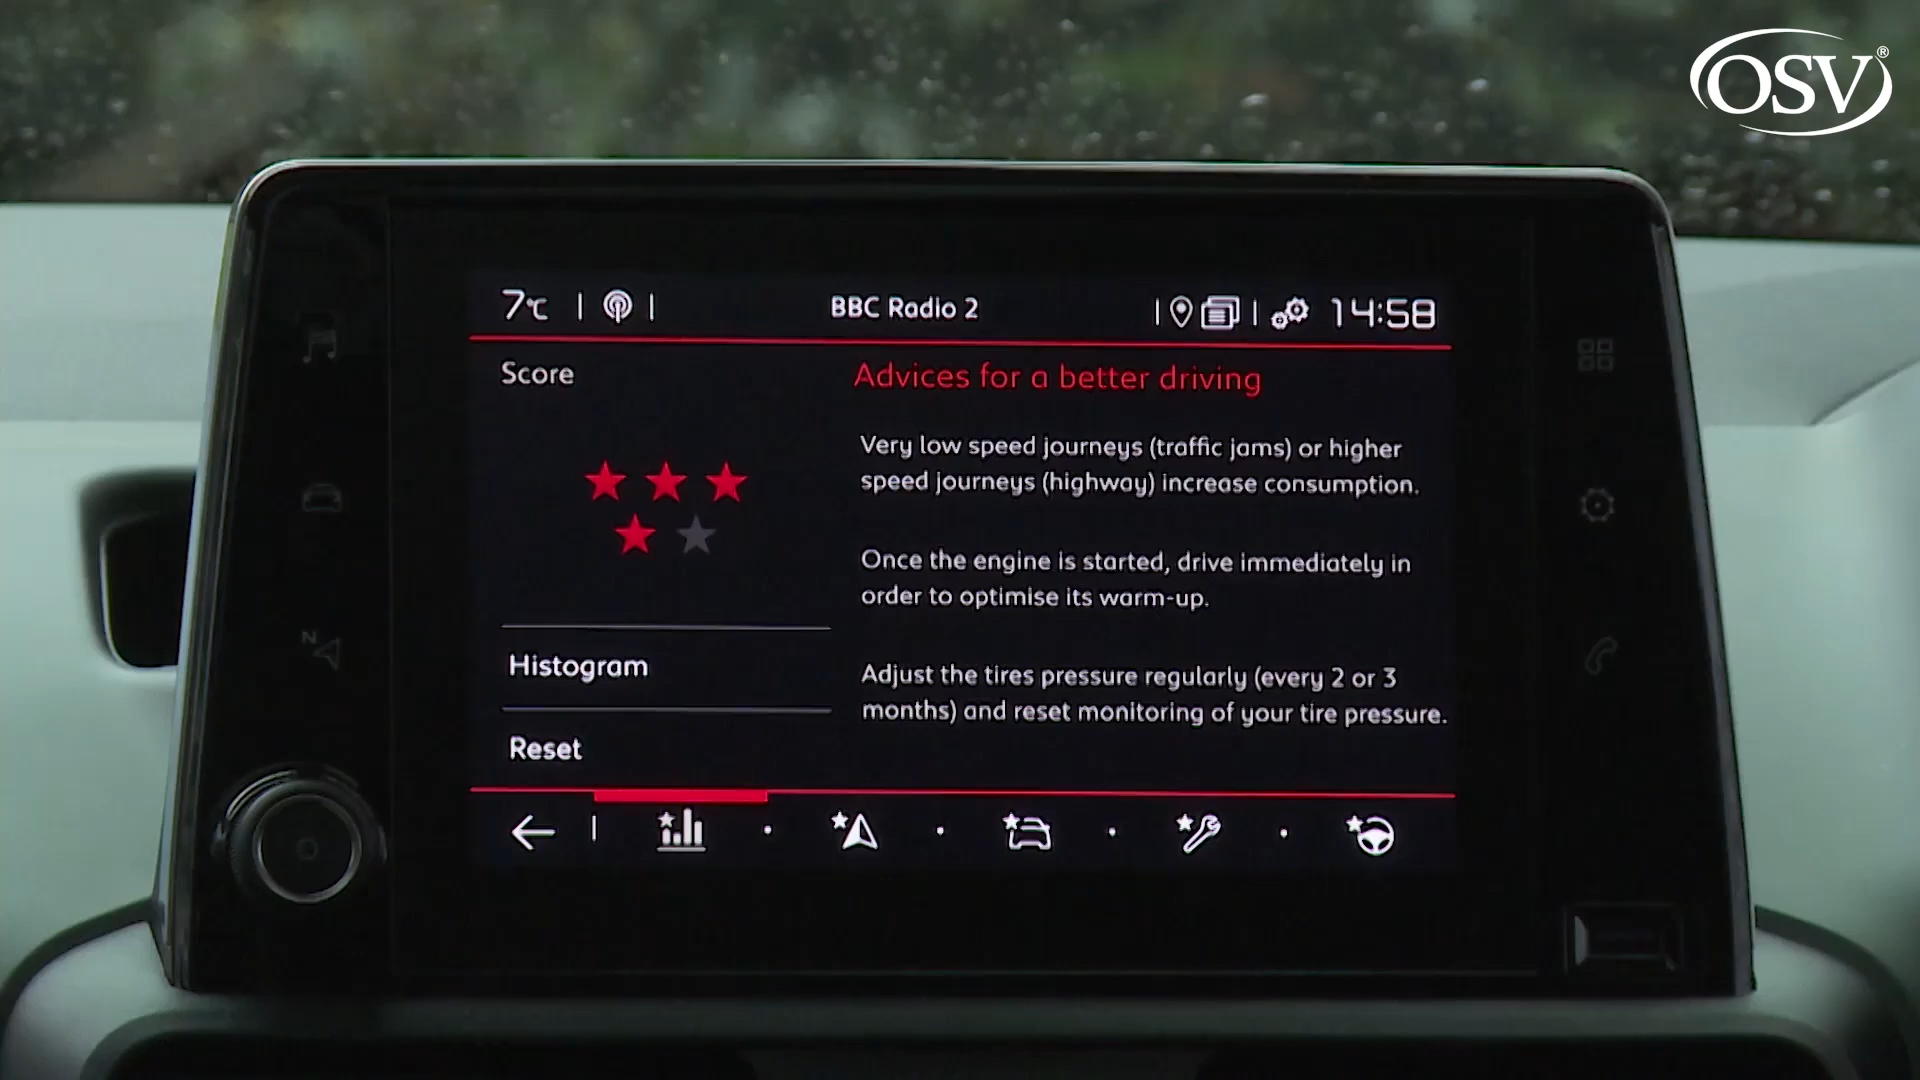 OSV®
7°C
BBC Radio 2
14:58
Score
Advices for a better driving
Very low speed journeys (traffic jams) or higher
speed journeys (highway) increase consumption.
Once the engine is started, drive immediately in
order to optimise its warm-up.
Adjust the tires pressure regularly (every 2 or 3
months) and reset monitoring of your tire pressure.
Histogram
Reset
N